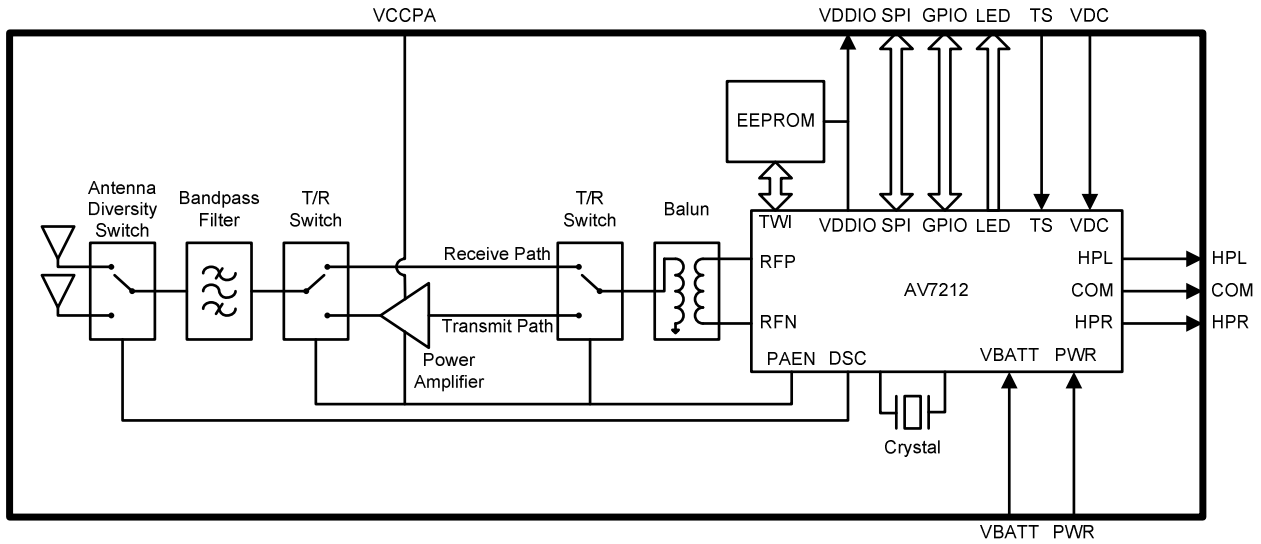 VCCPA
VDDIO SPI GPIO LED TS VDC
EEPROM
Antenna
Diversity
Switch
Bandpass
Filter
T/R
Switch
T/R
Switch
Balun
TWI VDDIO SPI GPIO LED TS VDC
Receive Path
RFP
HPL HPL
AV7212
COM COM
Transmit Path
RFN
HPR HPR
Power
Amplifier
PAEN DSC VBATT PWR
Crystal
VBATT PWR